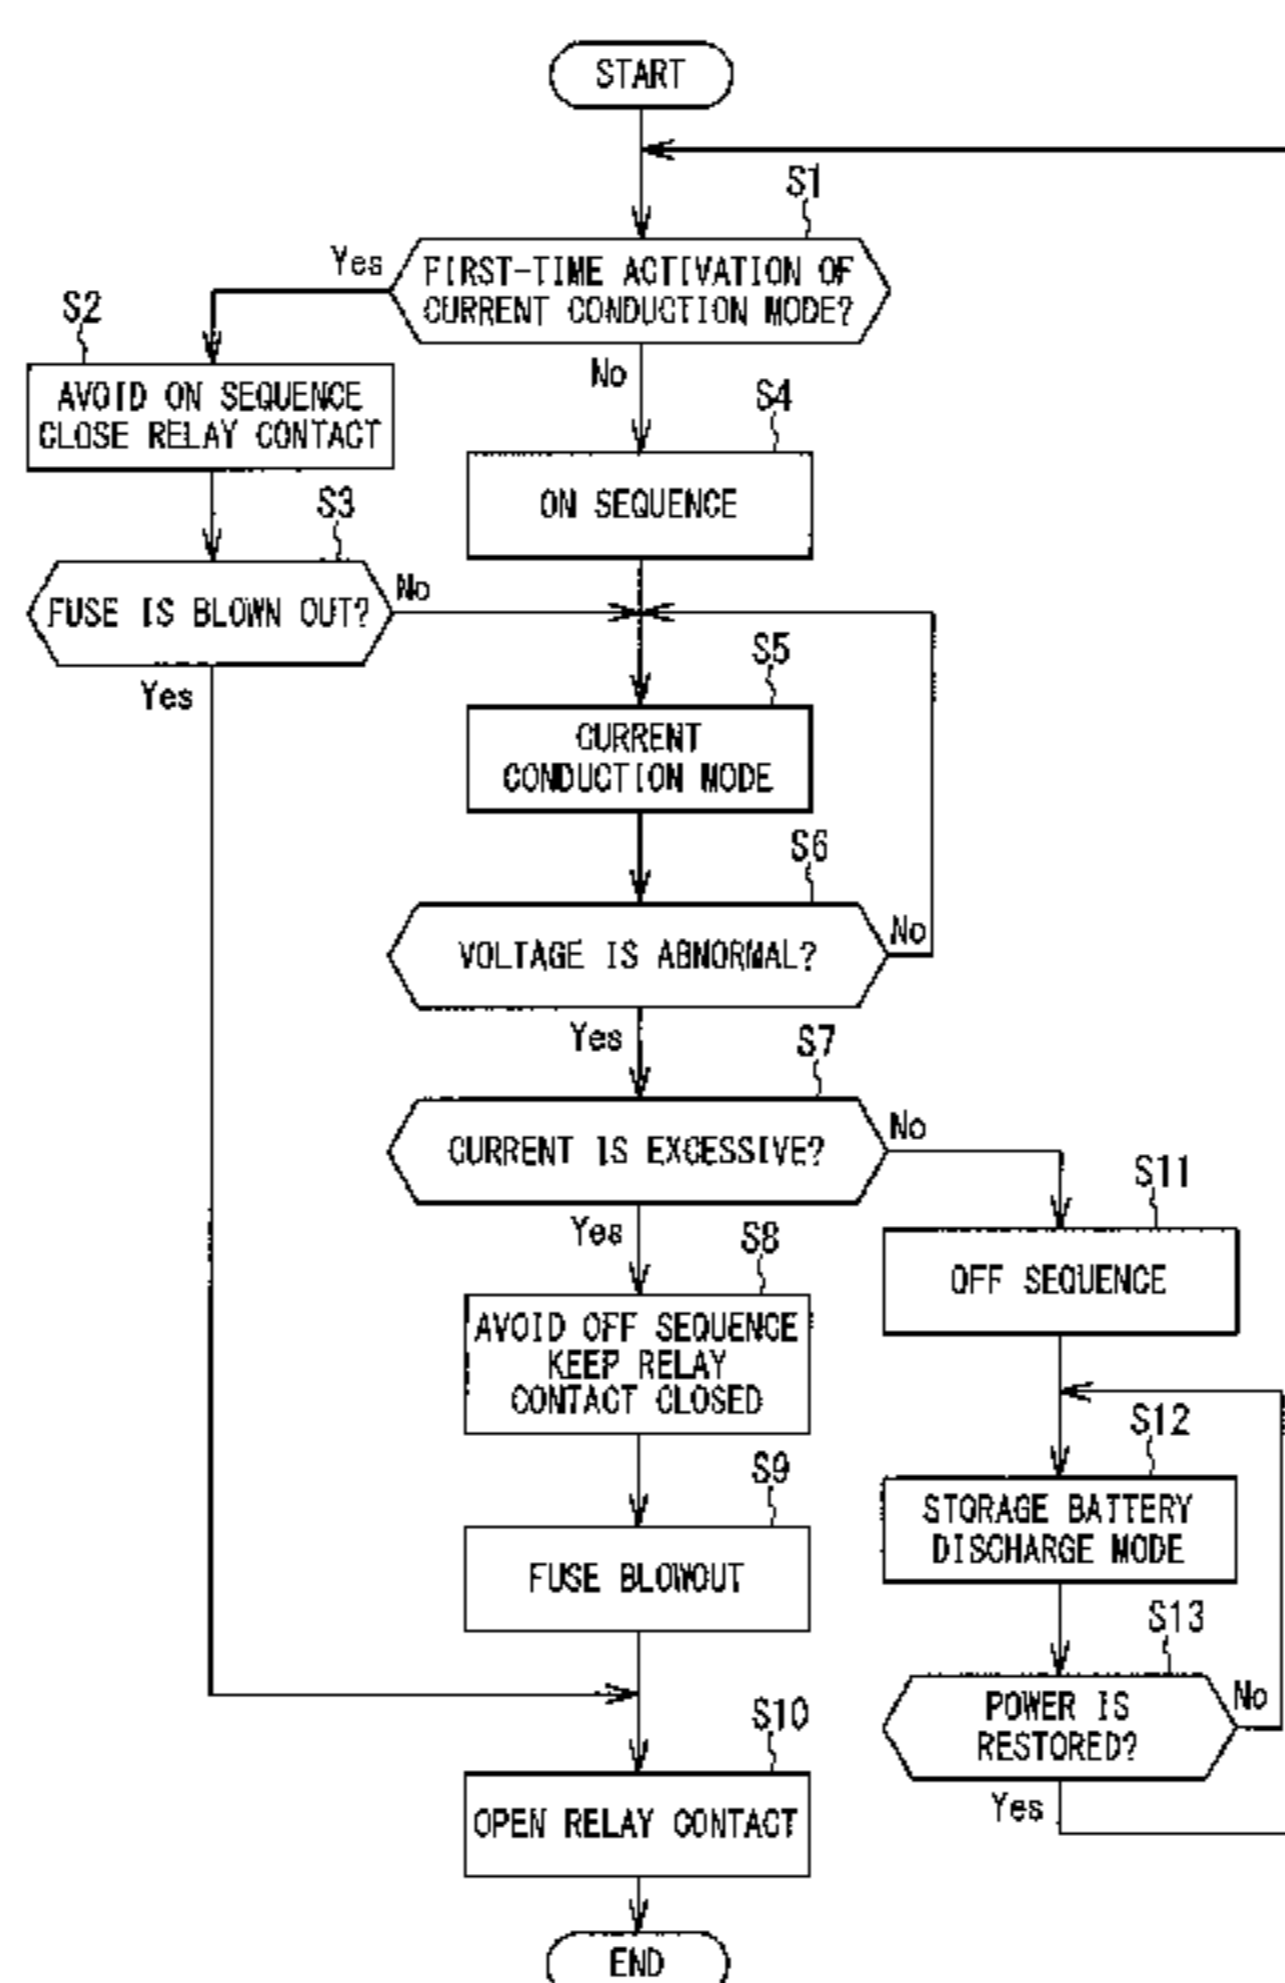 START
S1
FIRST-TIME ACTIVATION OF
CURRENT CONDUCTION MODE?
Yes
No
S2
AVOID ON SEQUENCE
CLOSE RELAY CONTACT
S3
FUSE IS BLOWN OUT?
No
Yes
S4
ON SEQUENCE
S5
CURRENT
CONDUCTION MODE
S6
VOLTAGE IS ABNORMAL?
No
Yes
S7
CURRENT IS EXCESSIVE?
No
Yes
S8
AVOID OFF SEQUENCE
KEEP RELAY
CONTACT CLOSED
S9
FUSE BLOWOUT
S10
OPEN RELAY CONTACT
END
S11
OFF SEQUENCE
S12
STORAGE BATTERY
DISCHARGE MODE
S13
POWER IS
RESTORED?
No
Yes